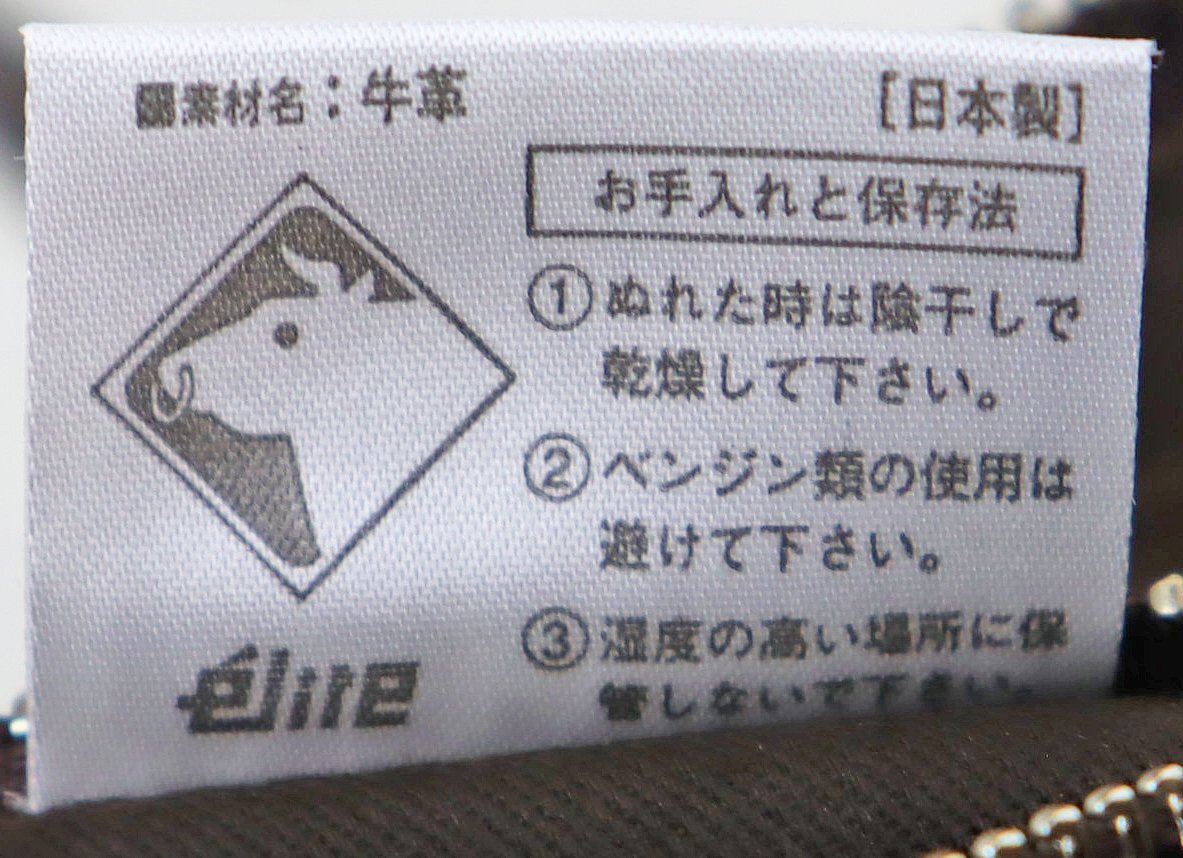 素材名：牛革
[日本製]
お手入れと保存法
①ぬれた時は陰干しで
乾燥して下さい。
②ベンジン類の使用は
避けて下さい。
③湿度の高い場所に保
管しないで下さい。
élite